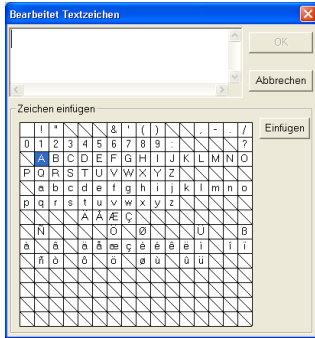 Bearbeitet Textzeichen
OK
Abbrechen
Zeichen einfügen
Einfügen
! " & ' ( ) , - . /
0 1 2 3 4 5 6 7 8 9 : ?
A B C D E F G H I J K L M N O
P Q R S T U V W X Y Z
a b c d e f g h i j k l m n o
p q r s t u v w x y z
Ä Å Æ Ç
Ñ Ö Ø Ü ß
à â ä å æ ç è é ê ë ì î ï
ñ ò ô ö ø ù û ü